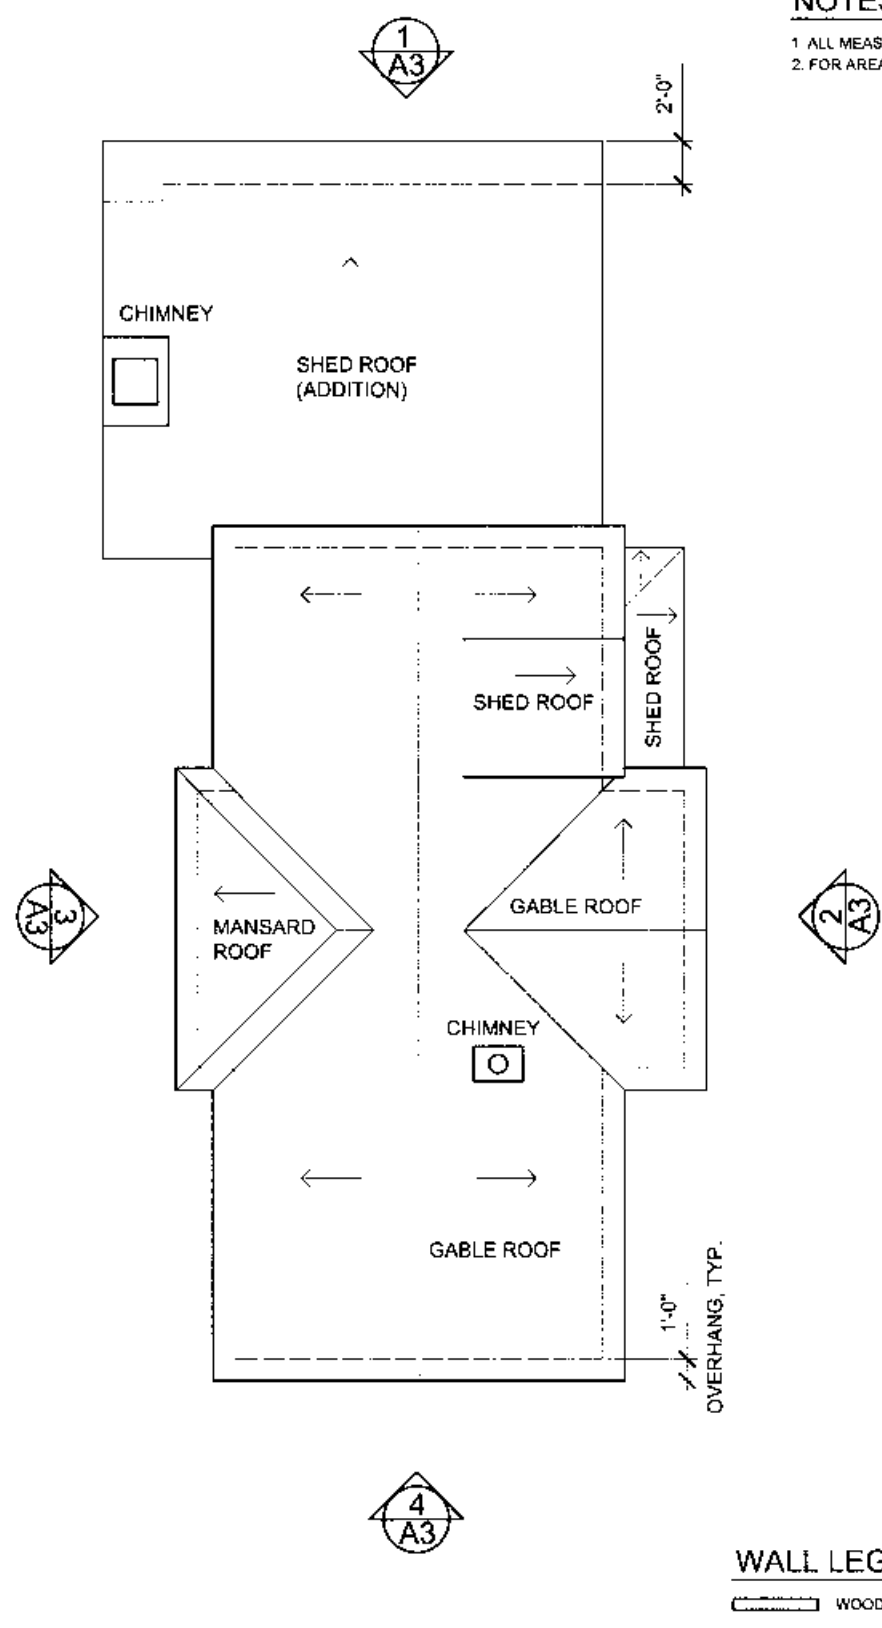 NOTES
1 ALL MEAS
2. FOR AREA
1
A3
2'-0"
CHIMNEY
SHED ROOF
(ADDITION)
SHED ROOF
SHED ROOF
3
A3
MANSARD
ROOF
GABLE ROOF
2
A3
CHIMNEY
GABLE ROOF
1'-0"
OVERHANG, TYP.
4
A3
WALL LEG
WOOD